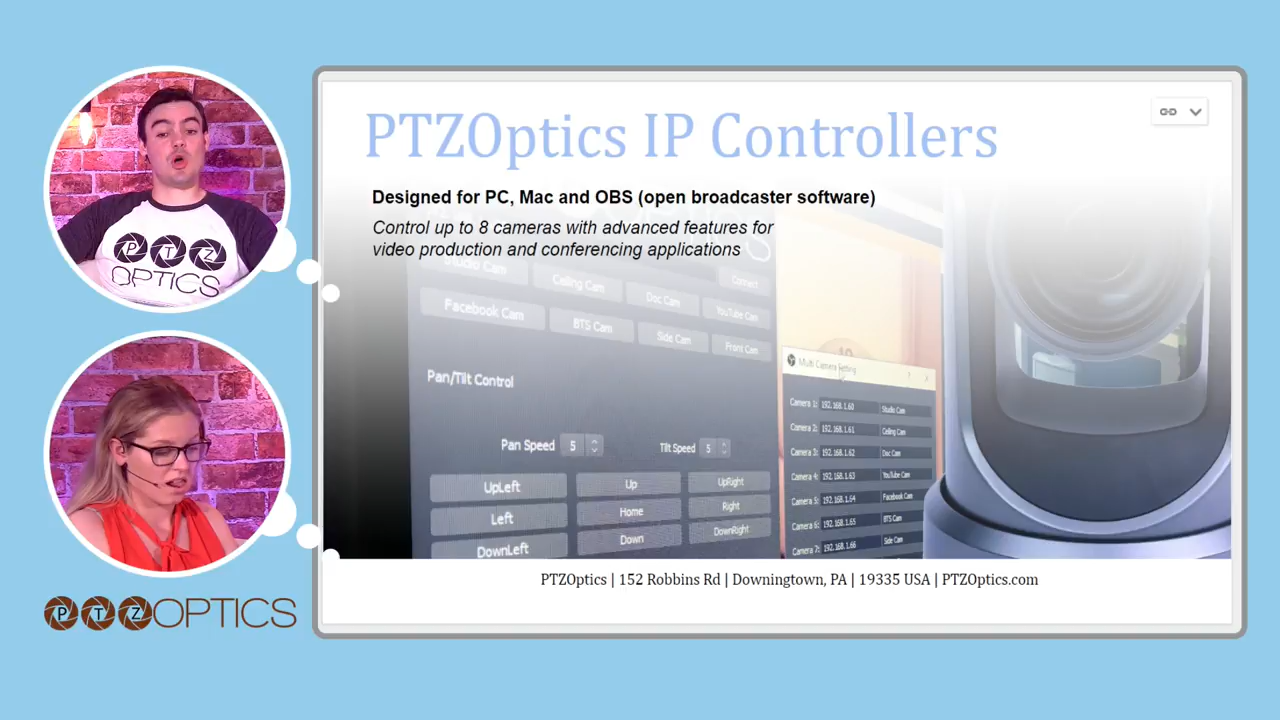 PTZ
OPTICS
PTZOPTICS
PTZOptics IP Controllers
Designed for PC, Mac and OBS (open broadcaster software)
Control up to 8 cameras with advanced features for
video production and conferencing applications
Studio Cam
Ceiling Cam
Doc Cam
Connect
Facebook Cam
BTS Cam
Side Cam
YouTube Cam
Front Cam
Pan/Tilt Control
Pan Speed 5
Tilt Speed 5
UpLeft Up UpRight
Left Home Right
DownLeft Down DownRight
Multi Camera Setting
Camera 1: 192.168.1.60 Studio Cam
Camera 2: 192.168.1.61 Ceiling Cam
Camera 3: 192.168.1.62 Doc Cam
Camera 4: 192.168.1.63 YouTube Cam
Camera 5: 192.168.1.64 Facebook Cam
Camera 6: 192.168.1.65 BTS Cam
Camera 7: 192.168.1.66 Side Cam
PTZOptics | 152 Robbins Rd | Downingtown, PA | 19335 USA | PTZOptics.com